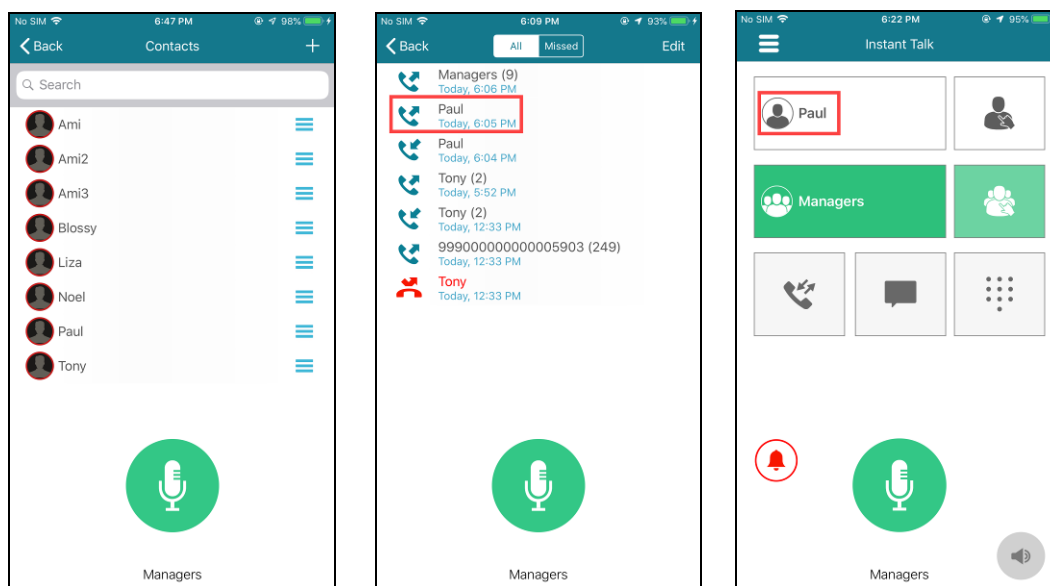 No SIM 6:47 PM 98%
Back Contacts +
Search
Ami
Ami2
Ami3
Blossy
Liza
Noel
Paul
Tony
Managers
No SIM 6:09 PM 93%
Back All Missed Edit
Managers (9)
Today, 6:06 PM
Paul
Today, 6:05 PM
Paul
Today, 6:04 PM
Tony (2)
Today, 5:52 PM
Tony (2)
Today, 12:33 PM
999000000000005903 (249)
Today, 12:33 PM
Tony
Today, 12:33 PM
Managers
No SIM 6:22 PM 95%
Instant Talk
Paul
Managers
Managers